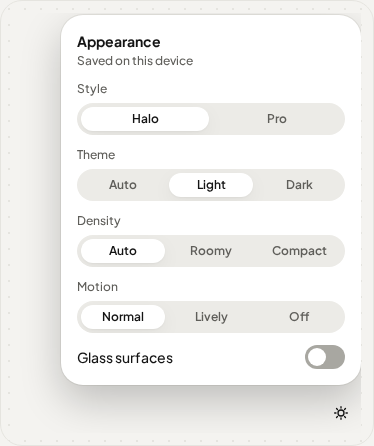 Appearance
Saved on this device
Style
Halo Pro
Theme
Auto Light Dark
Density
Auto Roomy Compact
Motion
Normal Lively Off
Glass surfaces